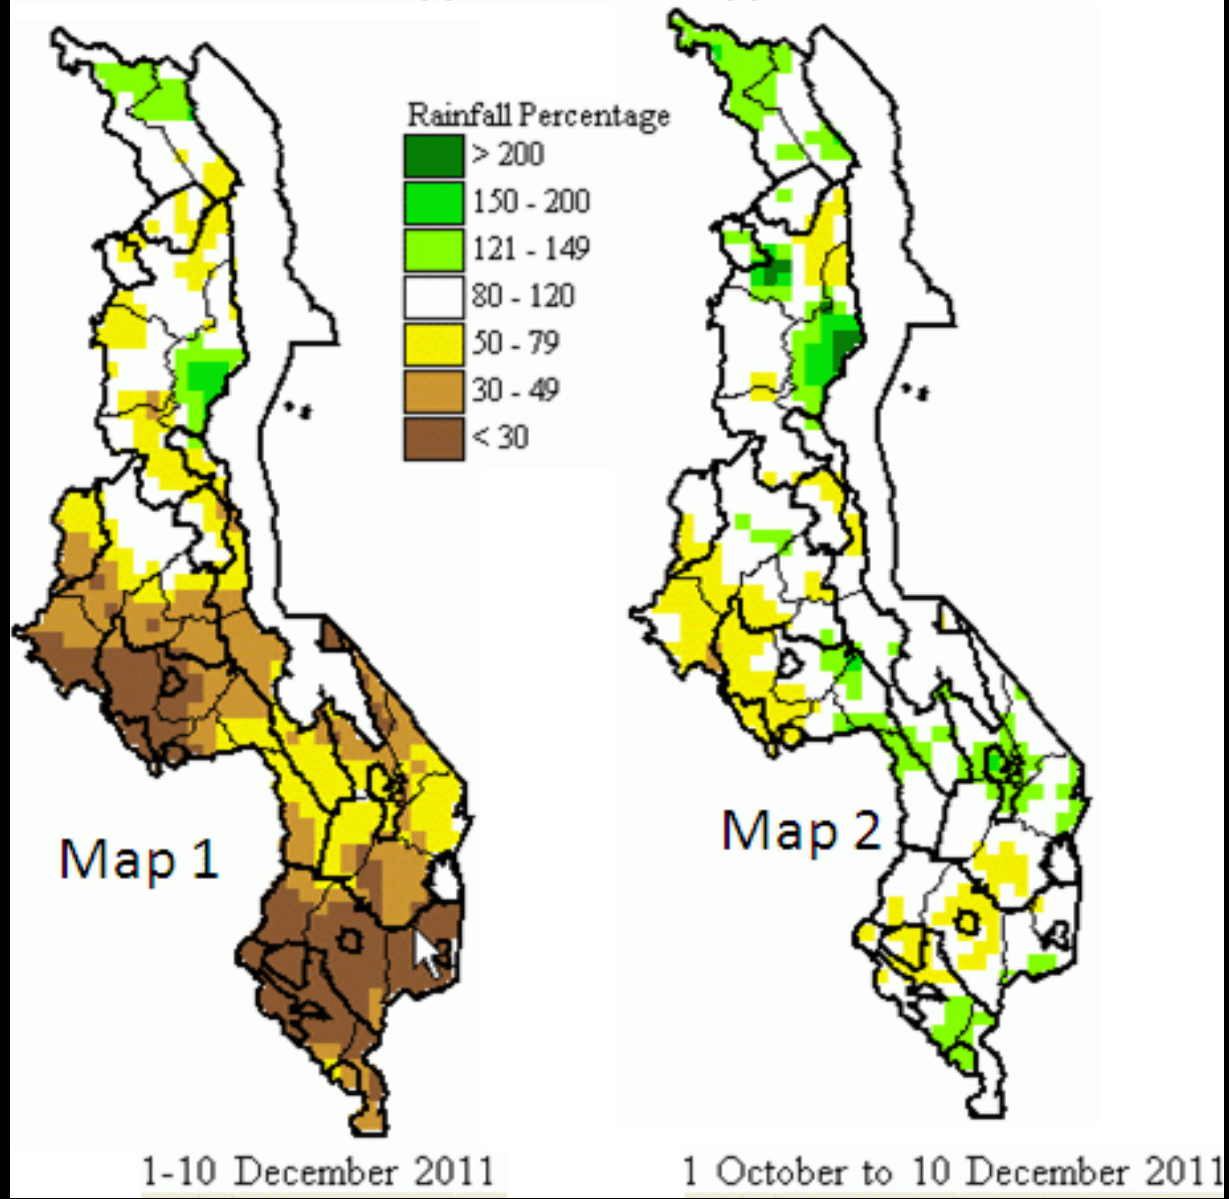 Rainfall Percentage
> 200
150 - 200
121 - 149
80 - 120
50 - 79
30 - 49
< 30
Map 1
Map 2
1-10 December 2011
1 October to 10 December 2011